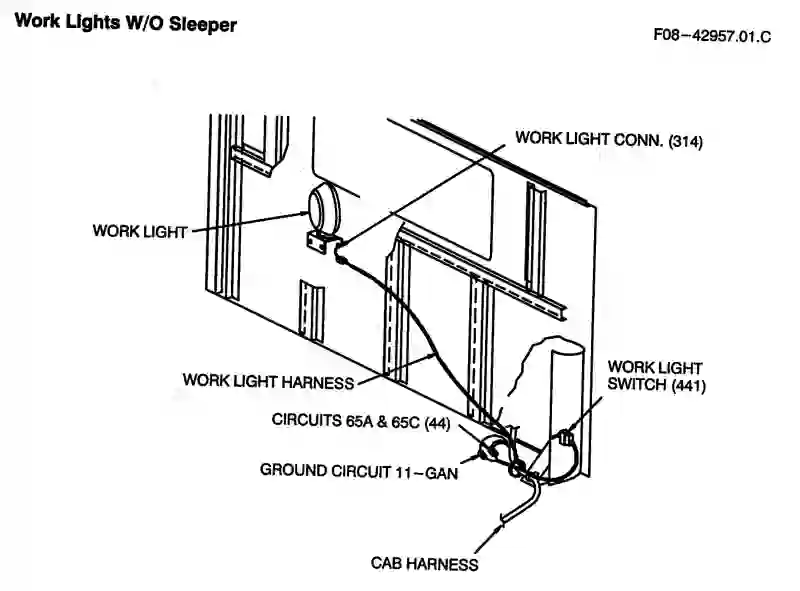 Work Lights W/O Sleeper
F08-42957.01.C
WORK LIGHT CONN. (314)
WORK LIGHT
WORK LIGHT
SWITCH (441)
WORK LIGHT HARNESS
CIRCUITS 65A & 65C (44)
GROUND CIRCUIT 11-GAN
CAB HARNESS